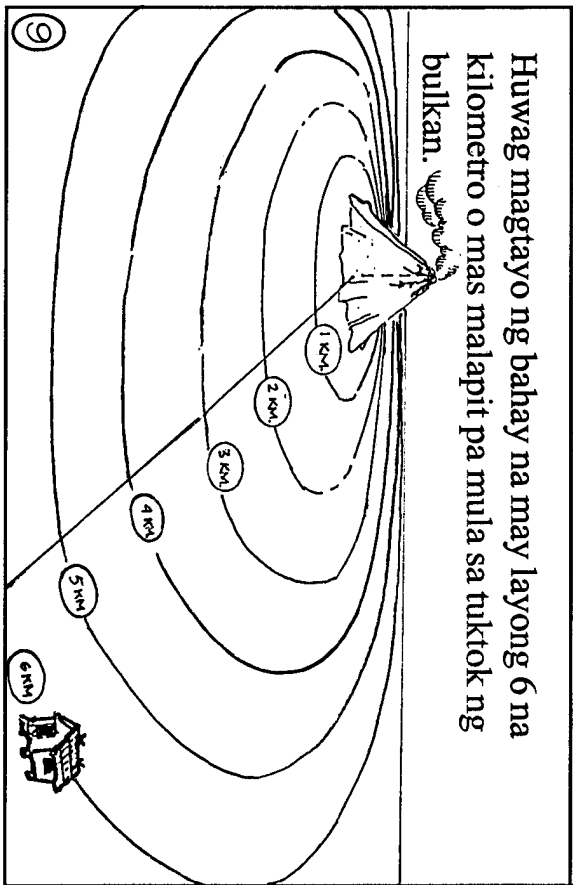 Huwag magtayo ng bahay na may layong 6 na
kilometro o mas malapit pa mula sa tuktok ng
bulkan.
1 KM.
2 KM.
3 KM.
4 KM
5 KM
6 KM
9